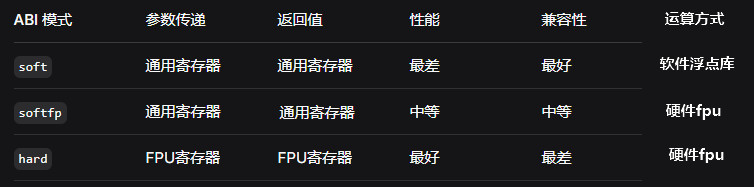 ABI 模式 参数传递 返回值 性能 兼容性 运算方式
soft 通用寄存器 通用寄存器 最差 最好 软件浮点库
softfp 通用寄存器 通用寄存器 中等 中等 硬件fpu
hard FPU寄存器 FPU寄存器 最好 最差 硬件fpu